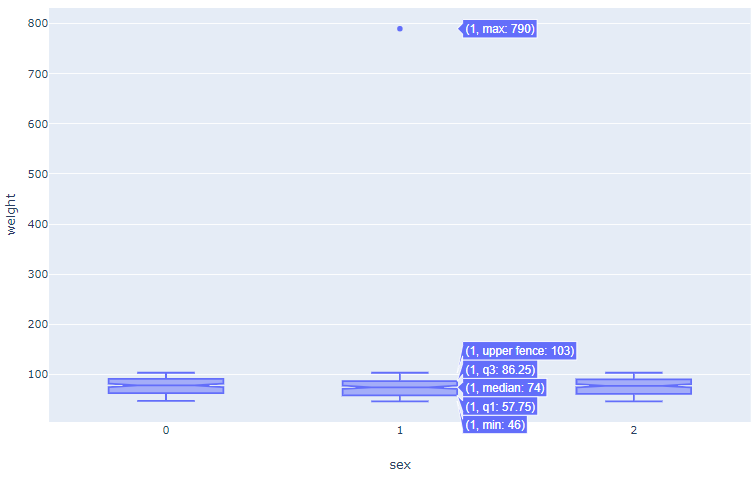 800
(1, max: 790)
700
600
500
weight
400
300
200
(1, upper fence: 103)
100
(1, q3: 86.25)
(1, median: 74)
(1, q1: 57.75)
(1, min: 46)
0 1 2
sex